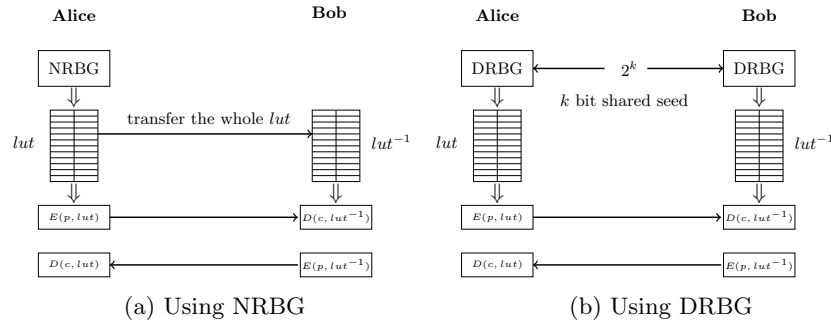 Alice Bob Alice Bob
NRBG DRBG 2^k DRBG
k bit shared seed
transfer the whole lut
lut lut^{-1} lut lut^{-1}
E(p, lut) D(c, lut^{-1}) E(p, lut) D(c, lut^{-1})
D(c, lut) E(p, lut^{-1}) D(c, lut) E(p, lut^{-1})
(a) Using NRBG (b) Using DRBG